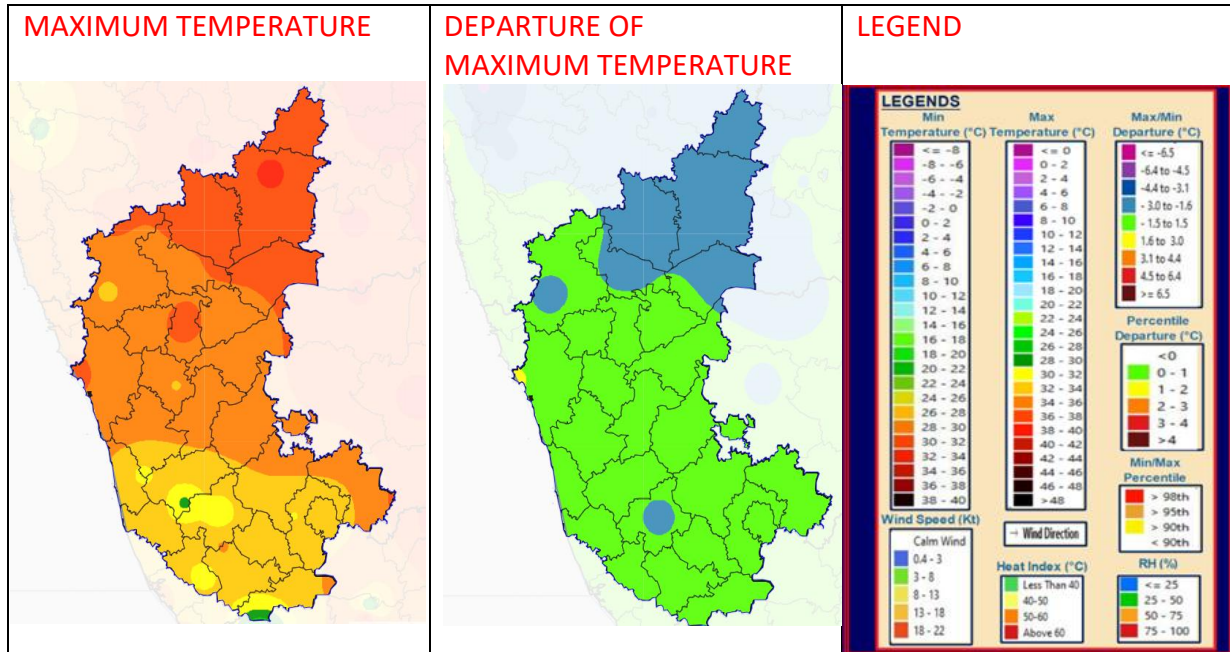 MAXIMUM TEMPERATURE
DEPARTURE OF
MAXIMUM TEMPERATURE
LEGEND
LEGENDS
Min
Temperature (°C)
<= -8
-8 - -6
-6 - -4
-4 - -2
-2 - 0
0 - 2
2 - 4
4 - 6
6 - 8
8 - 10
10 - 12
12 - 14
14 - 16
16 - 18
18 - 20
20 - 22
22 - 24
24 - 26
26 - 28
28 - 30
30 - 32
32 - 34
34 - 36
36 - 38
38 - 40
Max
Temperature (°C)
<= 0
0 - 2
2 - 4
4 - 6
6 - 8
8 - 10
10 - 12
12 - 14
14 - 16
16 - 18
18 - 20
20 - 22
22 - 24
24 - 26
26 - 28
28 - 30
30 - 32
32 - 34
34 - 36
36 - 38
38 - 40
40 - 42
42 - 44
44 - 46
46 - 48
>48
Max/Min
Departure (°C)
<= -6.5
-6.4 to -4.5
-4.4 to -3.1
- 3.0 to -1.6
- 1.5 to 1.5
1.6 to 3.0
3.1 to 4.4
4.5 to 6.4
>= 6.5
Percentile
Departure (°C)
<0
0 - 1
1 - 2
2 - 3
3 - 4
>4
Min/Max
Percentile
> 98th
> 95th
> 90th
< 90th
Wind Speed (Kt)
Calm Wind
0.4 - 3
3 - 8
8 - 13
13 - 18
18 - 22
→ Wind Direction
Heat Index (°C)
Less Than 40
40-50
50-60
Above 60
RH (%)
<= 25
25 - 50
50 - 75
75 - 100